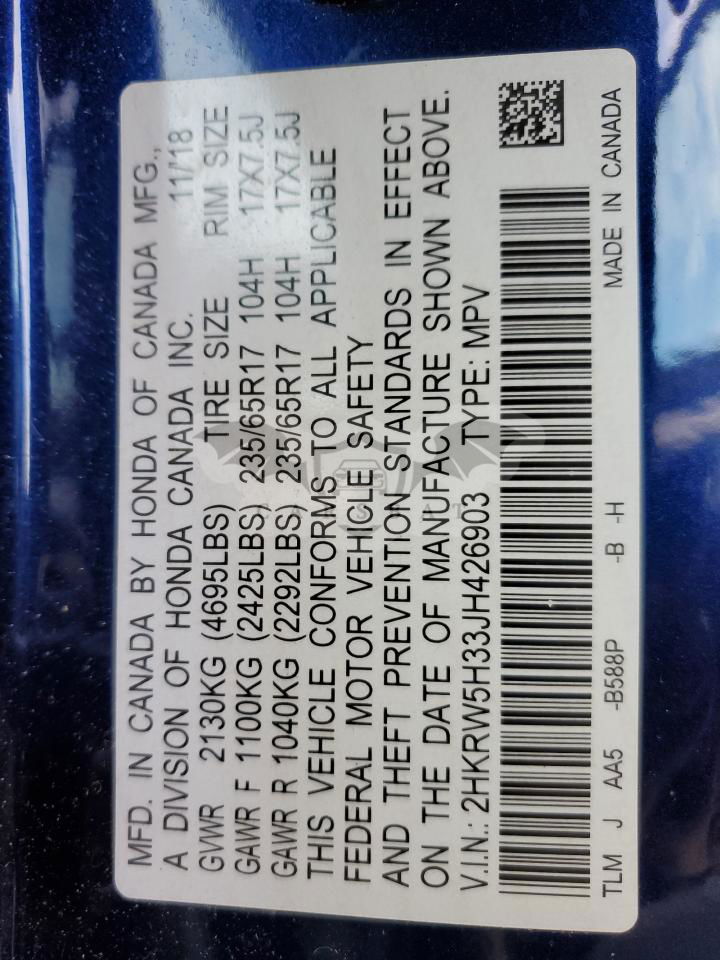 MFD. IN CANADA BY HONDA OF CANADA MFG.,
A DIVISION OF HONDA CANADA INC. 11/18
GVWR 2130KG (4695LBS) TIRE SIZE RIM SIZE
GAWR F 1100KG (2425LBS) 235/65R17 104H 17X7.5J
GAWR R 1040KG (2292LBS) 235/65R17 104H 17X7.5J
THIS VEHICLE CONFORMS TO ALL APPLICABLE
FEDERAL MOTOR VEHICLE SAFETY
AND THEFT PREVENTION STANDARDS IN EFFECT
ON THE DATE OF MANUFACTURE SHOWN ABOVE.
V.I.N.: 2HKRW5H33JH426903 TYPE: MPV
TLM J AA5 -B588P -B -H MADE IN CANADA